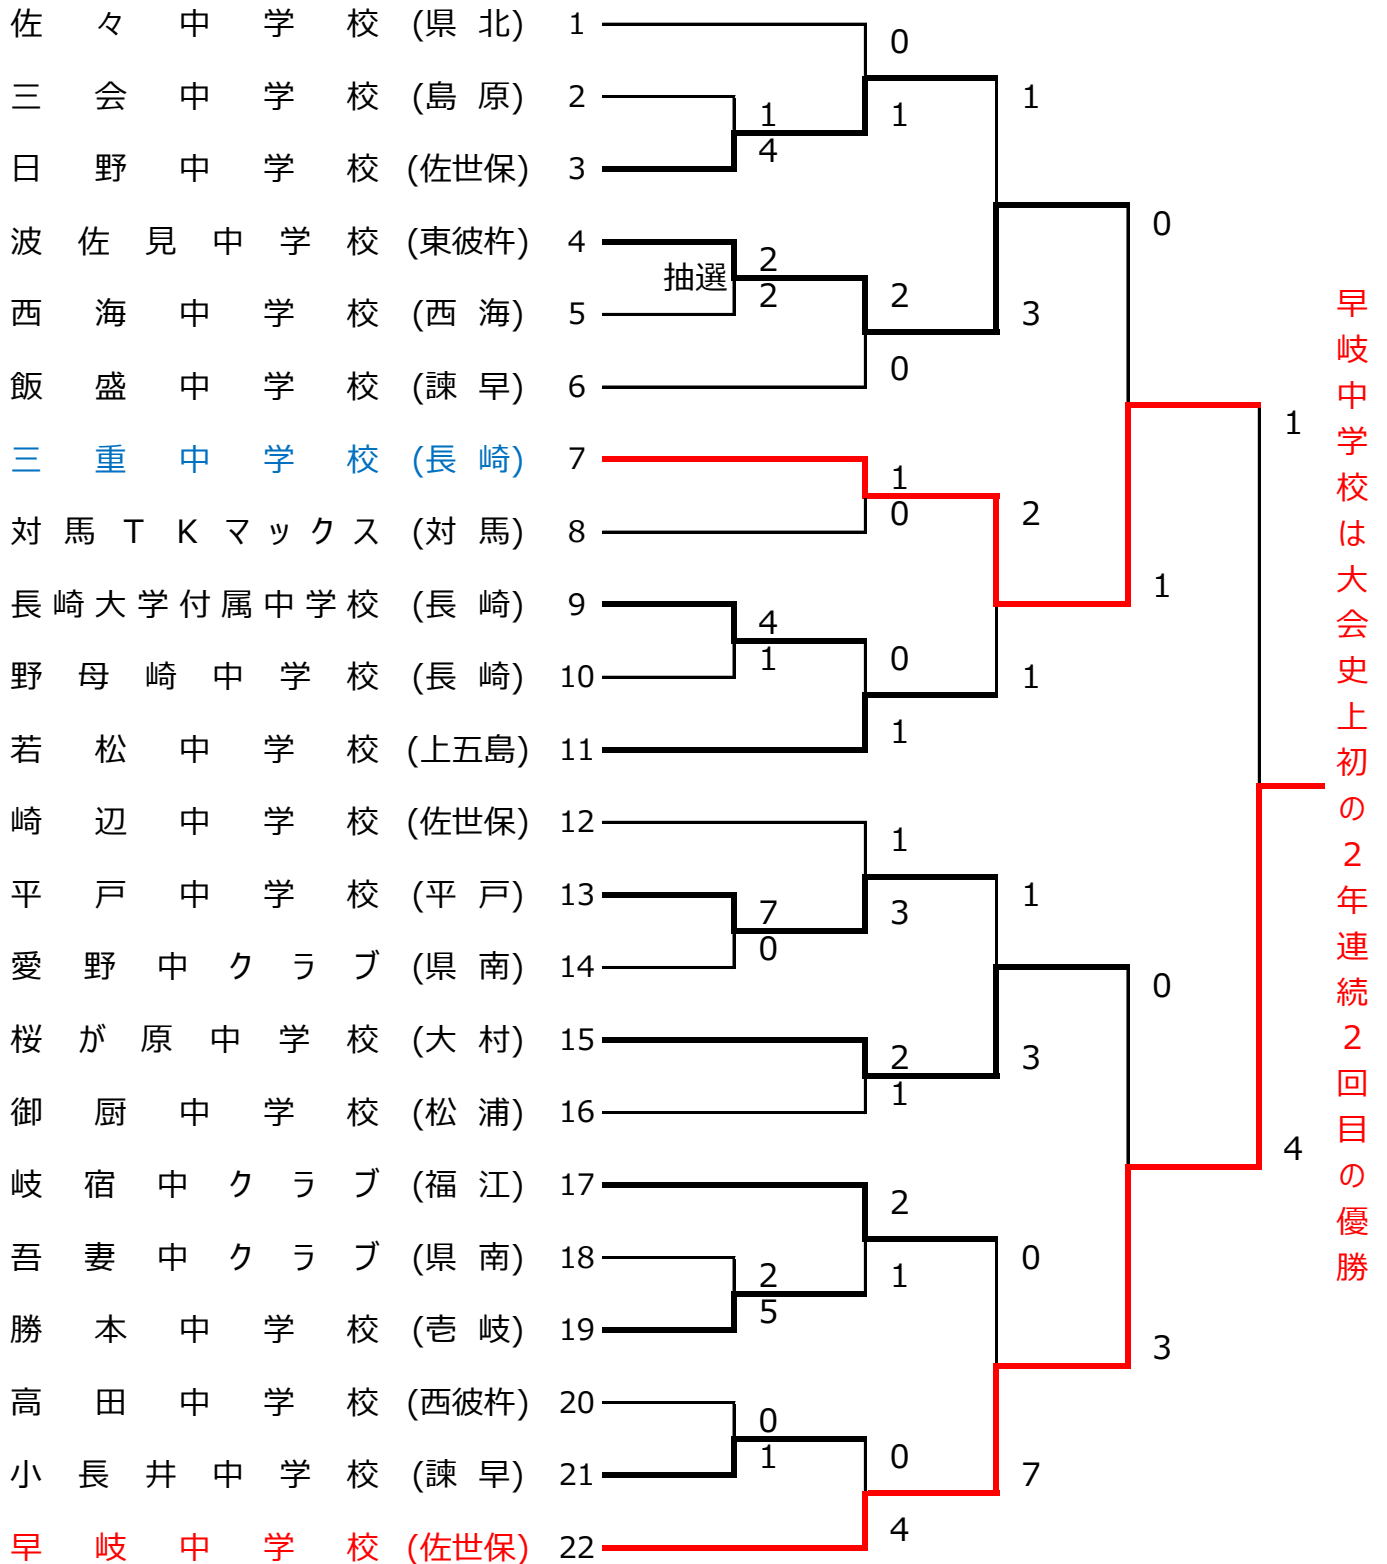 佐々中学校 (県北) 1
三会中学校 (島原) 2
日野中学校 (佐世保) 3
波佐見中学校 (東彼杵) 4
西海中学校 (西海) 5
飯盛中学校 (諫早) 6
三重中学校 (長崎) 7
対馬TKマックス (対馬) 8
長崎大学付属中学校 (長崎) 9
野母崎中学校 (長崎) 10
若松中学校 (上五島) 11
崎辺中学校 (佐世保) 12
平戸中学校 (平戸) 13
愛野中クラブ (県南) 14
桜が原中学校 (大村) 15
御厨中学校 (松浦) 16
岐宿中クラブ (福江) 17
吾妻中クラブ (県南) 18
勝本中学校 (壱岐) 19
高田中学校 (西彼杵) 20
小長井中学校 (諫早) 21
早岐中学校 (佐世保) 22
1
4
抽選
2
2
4
1
7
0
2
5
0
1
0
1
2
0
1
0
0
1
1
3
2
1
2
1
0
4
1
3
2
1
1
3
0
7
0
1
0
3
1
4
早岐中学校は大会史上初の2年連続2回目の優勝